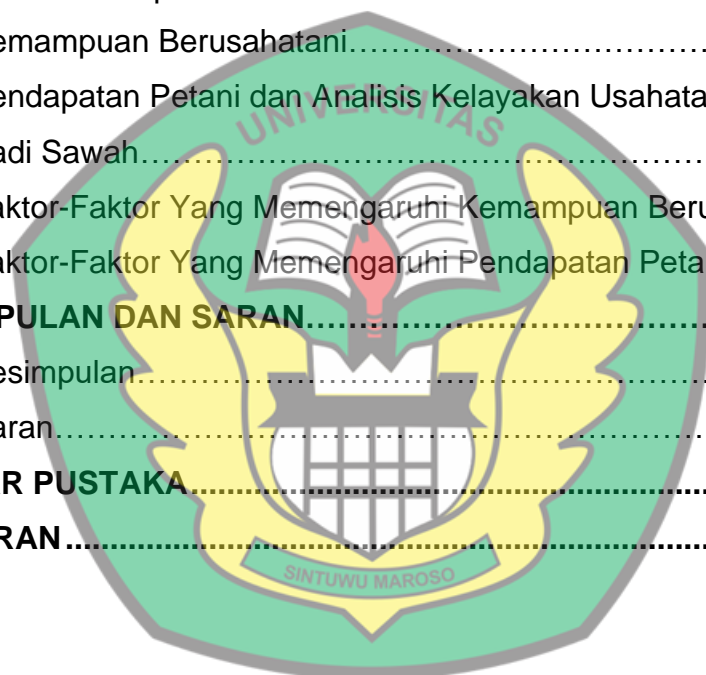 emampuan Berusahatani……………………………
endapatan Petani dan Analisis Kelayakan Usahata
adi Sawah……………………………………………
aktor-Faktor Yang Memengaruhi Kemampuan Beru
aktor-Faktor Yang Memengaruhi Pendapatan Peta
PULAN DAN SARAN..............................................
esimpulan……………………………………………
aran……………………………………………………
R PUSTAKA.........................................................
RAN.....................................................................
UNIVERSITAS
SINTUWU MAROSO